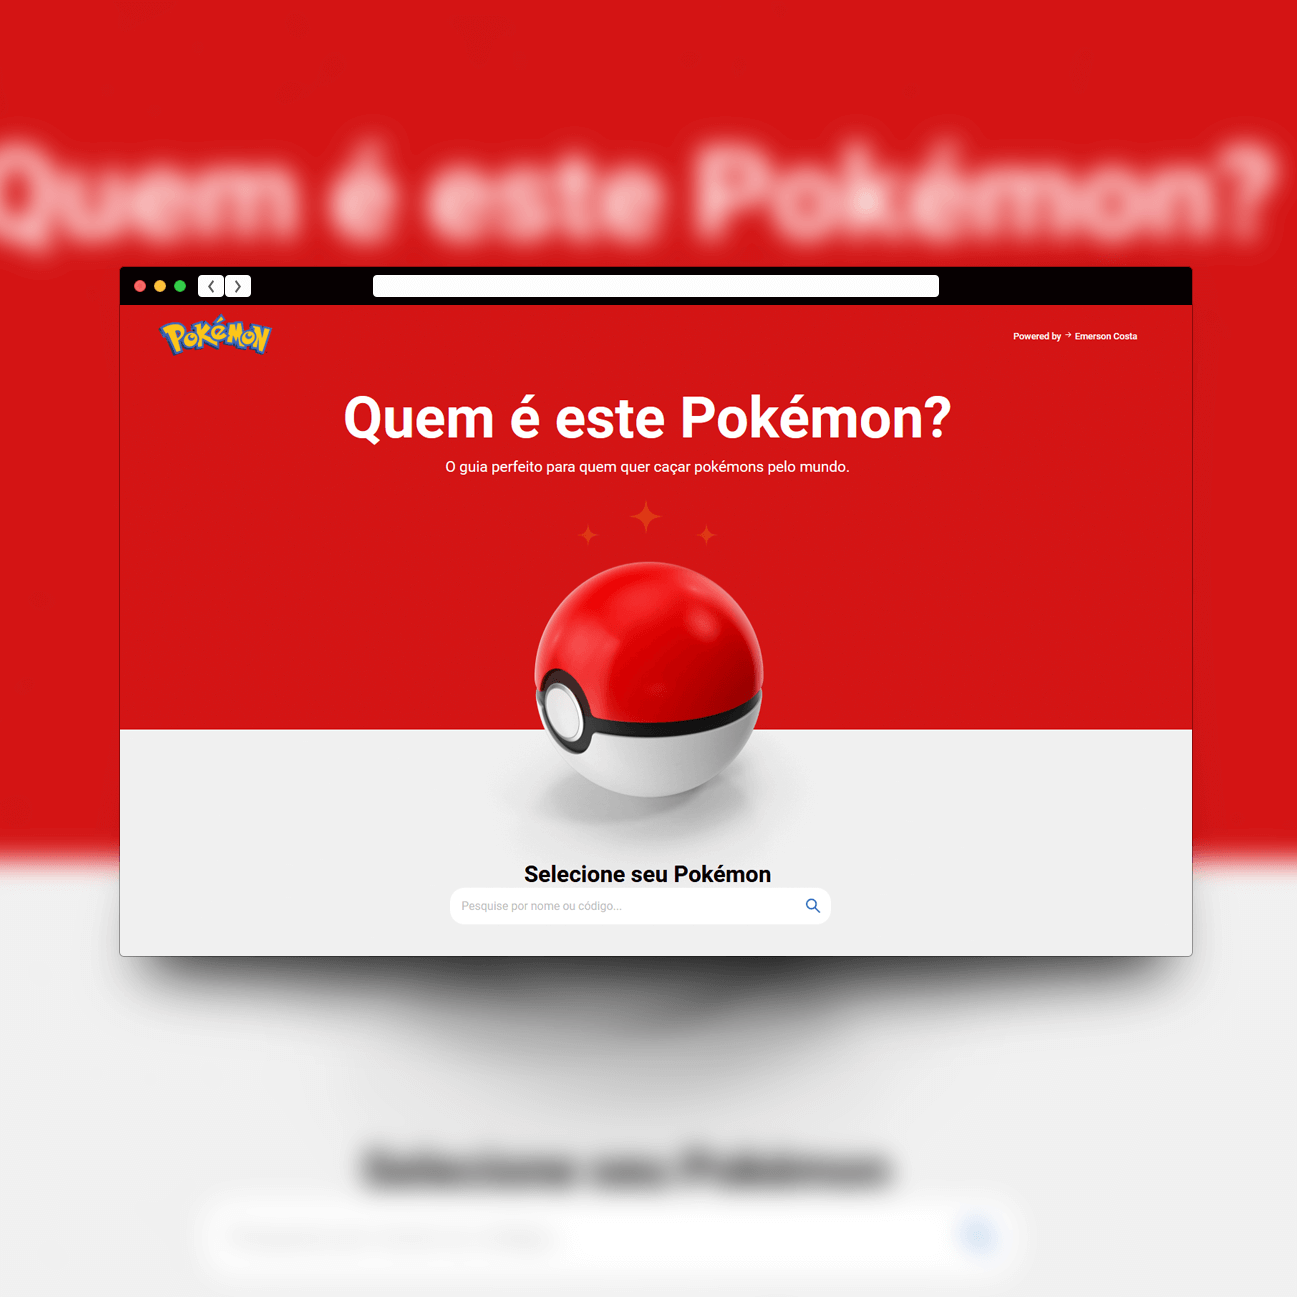 Quem é este Pokémon?
POKéMON
Powered by → Emerson Costa
Quem é este Pokémon?
O guia perfeito para quem quer caçar pokémons pelo mundo.
Selecione seu Pokémon
Pesquise por nome ou código...
Selecione seu Pokémon